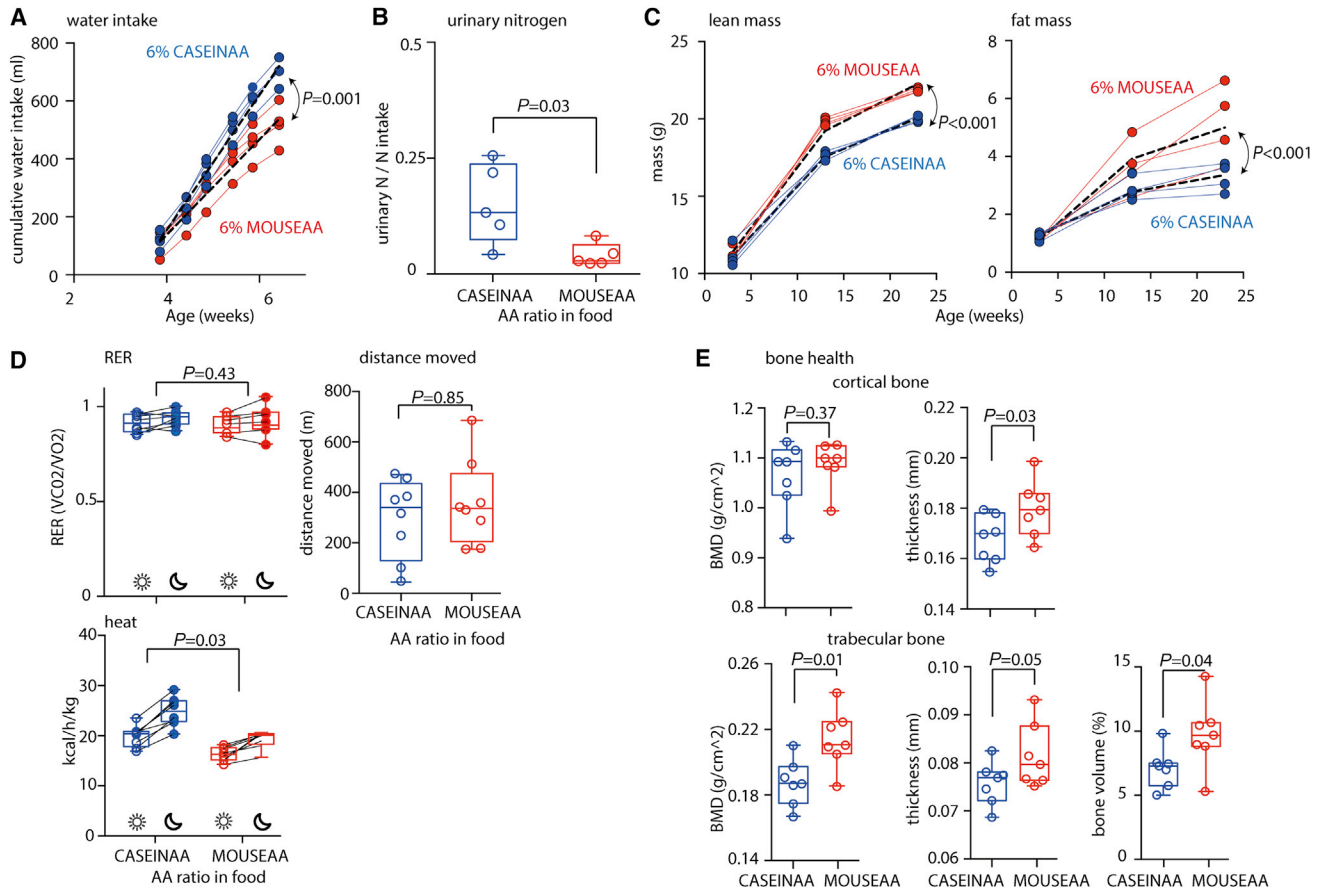 A
water intake
cumulative water intake (ml)
800
600
400
200
0
2
4
6
Age (weeks)
6% CASEINAA
P=0.001
6% MOUSEAA
B
urinary nitrogen
urinary N / N intake
0.5
0.25
0
P=0.03
CASEINAA
MOUSEAA
AA ratio in food
C
lean mass
mass (g)
25
20
15
10
0
5
10
15
20
25
6% MOUSEAA
P<0.001
6% CASEINAA
Age (weeks)
fat mass
8
6
4
2
0
0
5
10
15
20
25
6% MOUSEAA
P<0.001
6% CASEINAA
D
RER
RER (VC02/VO2)
1
0.5
0
P=0.43
distance moved
distance moved (m)
800
600
400
200
0
P=0.85
CASEINAA
MOUSEAA
AA ratio in food
heat
kcal/h/kg
40
30
20
10
0
P=0.03
CASEINAA
MOUSEAA
AA ratio in food
E
bone health
cortical bone
BMD (g/cm^2)
1.2
1.1
1.0
0.9
0.8
P=0.37
thickness (mm)
0.22
0.20
0.18
0.16
0.14
P=0.03
trabecular bone
BMD (g/cm^2)
0.26
0.22
0.18
0.14
P=0.01
CASEINAA
MOUSEAA
thickness (mm)
0.10
0.09
0.08
0.07
0.06
P=0.05
CASEINAA
MOUSEAA
bone volume (%)
15
10
5
0
P=0.04
CASEINAA
MOUSEAA